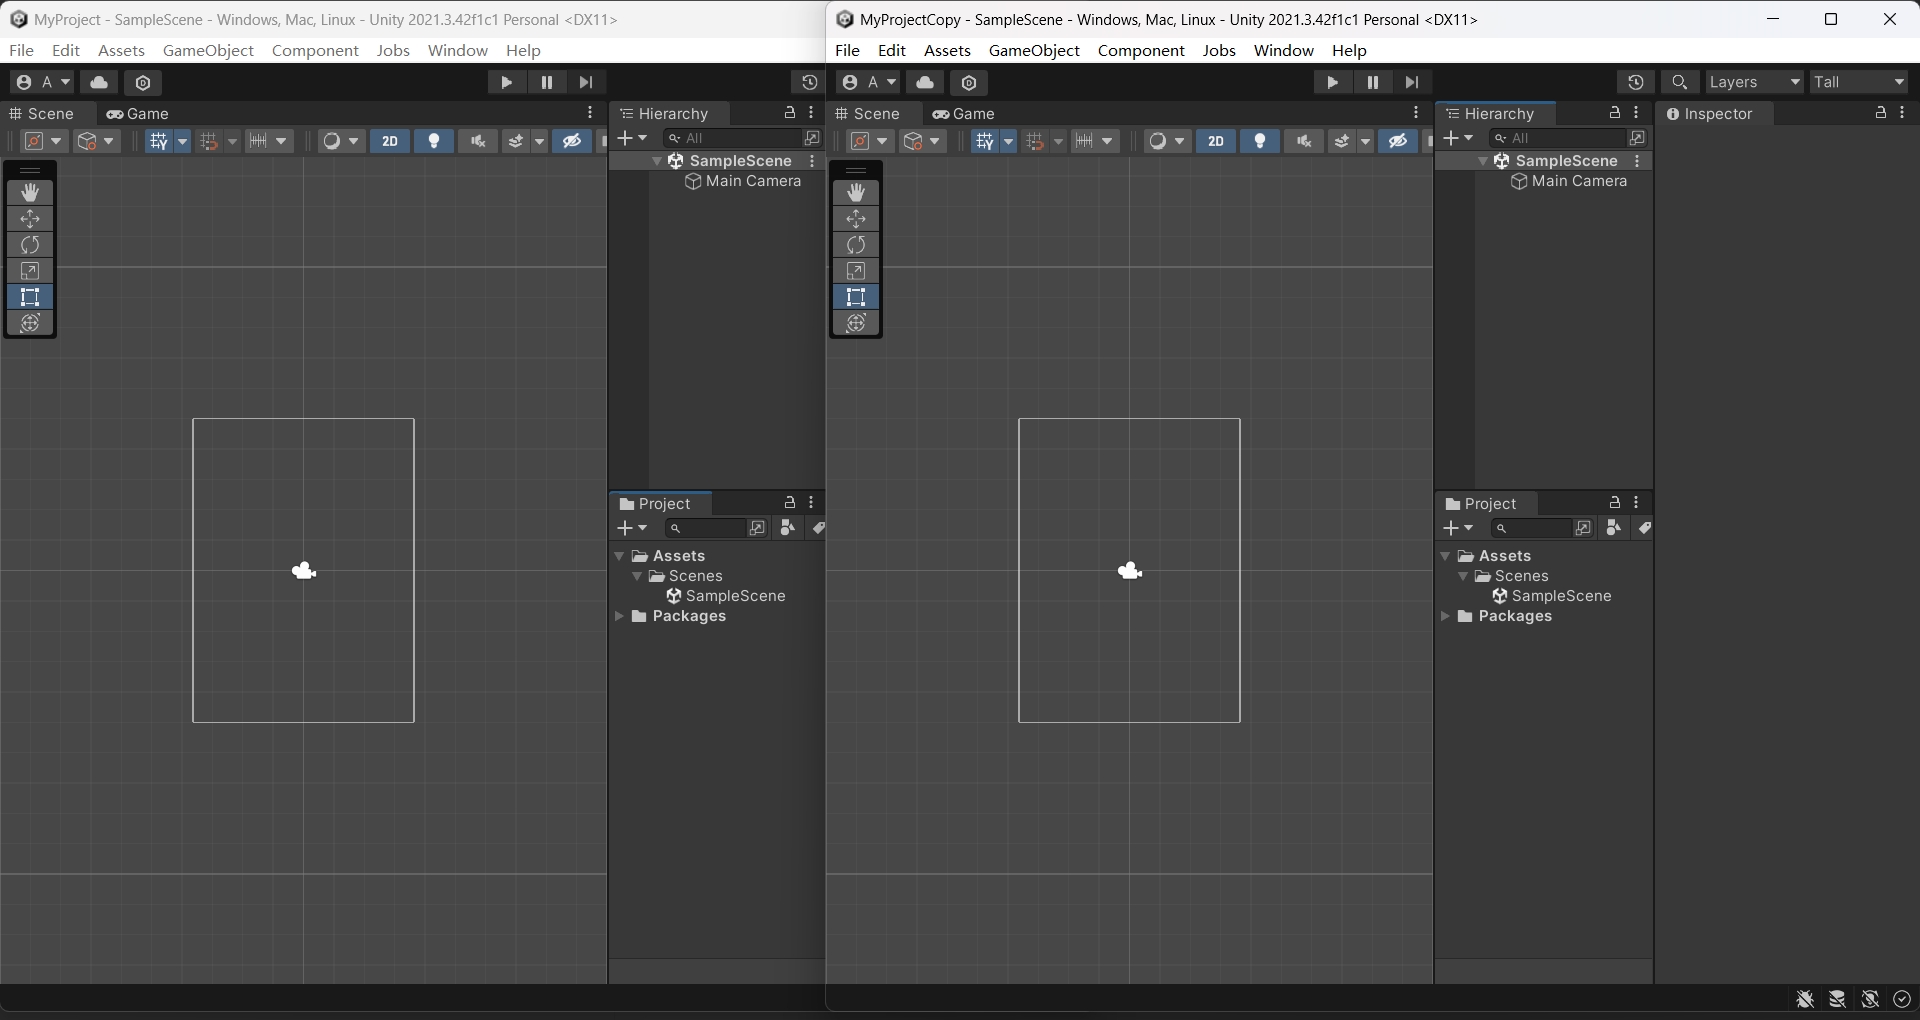 MyProject - SampleScene - Windows, Mac, Linux - Unity 2021.3.42f1c1 Personal <DX11>
File Edit Assets GameObject Component Jobs Window Help
A
Scene
Game
2D
Hierarchy
All
SampleScene
Main Camera
Project
Assets
Scenes
SampleScene
Packages
MyProjectCopy - SampleScene - Windows, Mac, Linux - Unity 2021.3.42f1c1 Personal <DX11>
File Edit Assets GameObject Component Jobs Window Help
A
Layers
Tall
Scene
Game
2D
Hierarchy
All
SampleScene
Main Camera
Project
Assets
Scenes
SampleScene
Packages
Inspector